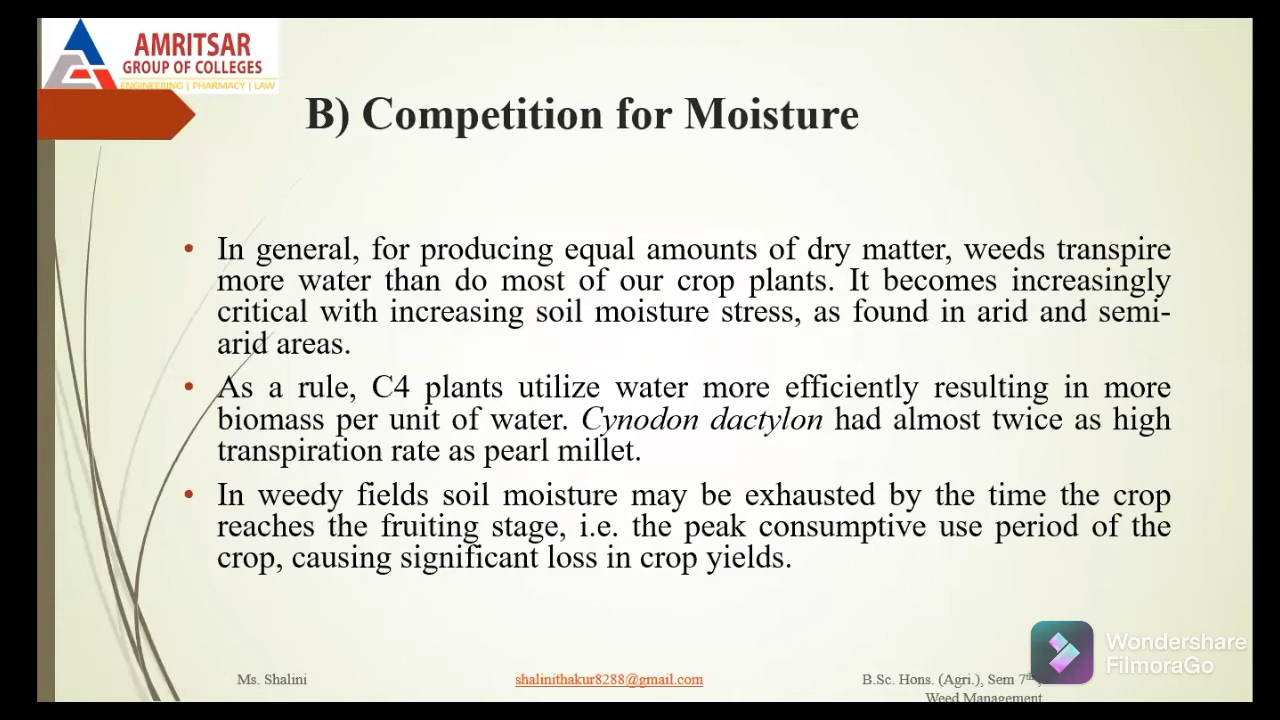 AMRITSAR
GROUP OF COLLEGES
ENGINEERING | PHARMACY | LAW
B) Competition for Moisture
• In general, for producing equal amounts of dry matter, weeds transpire
more water than do most of our crop plants. It becomes increasingly
critical with increasing soil moisture stress, as found in arid and semi-
arid areas.
• As a rule, C4 plants utilize water more efficiently resulting in more
biomass per unit of water. Cynodon dactylon had almost twice as high
transpiration rate as pearl millet.
• In weedy fields soil moisture may be exhausted by the time the crop
reaches the fruiting stage, i.e. the peak consumptive use period of the
crop, causing significant loss in crop yields.
Wondershare
FilmoraGo
Ms. Shalini
shalinithakur8288@gmail.com
B.Sc. Hons. (Agri.), Sem 7th
Weed Management